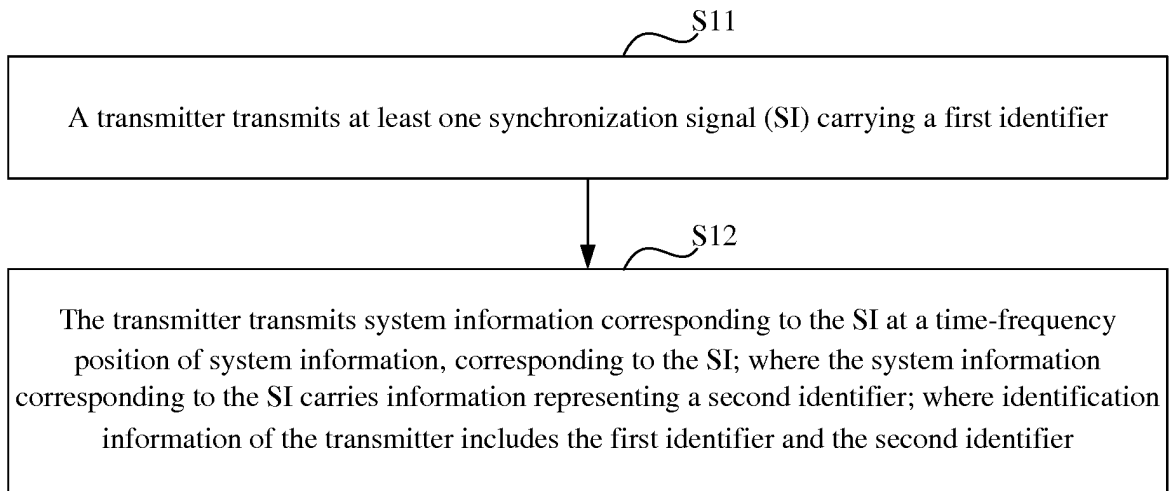 S11
A transmitter transmits at least one synchronization signal (SI) carrying a first identifier
S12
The transmitter transmits system information corresponding to the SI at a time-frequency
position of system information, corresponding to the SI; where the system information
corresponding to the SI carries information representing a second identifier; where identification
information of the transmitter includes the first identifier and the second identifier